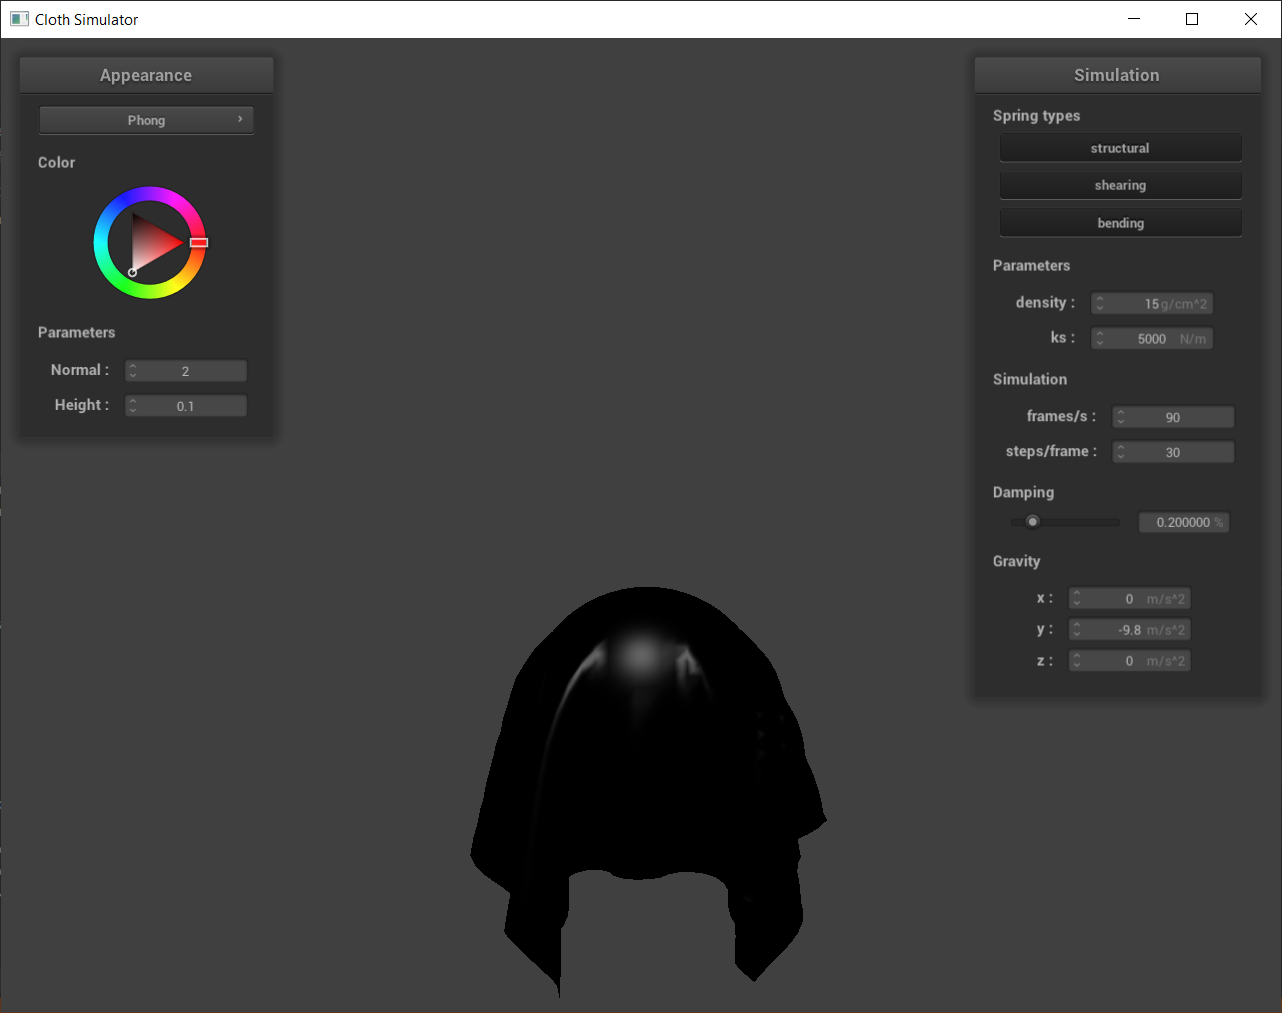 Cloth Simulator
Appearance
Phong
Color
Parameters
Normal :
2
Height :
0.1
Simulation
Spring types
structural
shearing
bending
Parameters
density :
15 g/cm^2
ks :
5000 N/m
Simulation
frames/s :
90
steps/frame :
30
Damping
0.200000 %
Gravity
x :
0 m/s^2
y :
-9.8 m/s^2
z :
0 m/s^2